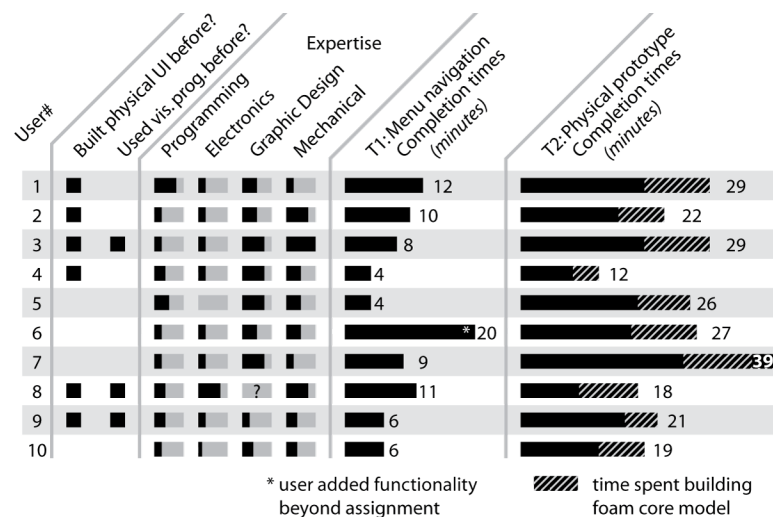 User#
Built physical UI before?
Used vis. prog. before?
Expertise
Programming
Electronics
Graphic Design
Mechanical
T1: Menu navigation
Completion times
(minutes)
T2: Physical prototype
Completion times
(minutes)
1 12 29
2 10 22
3 8 29
4 4 12
5 4 26
6 * 20 27
7 9 39
8 ? 11 18
9 6 21
10 6 19
* user added functionality
beyond assignment
time spent building
foam core model